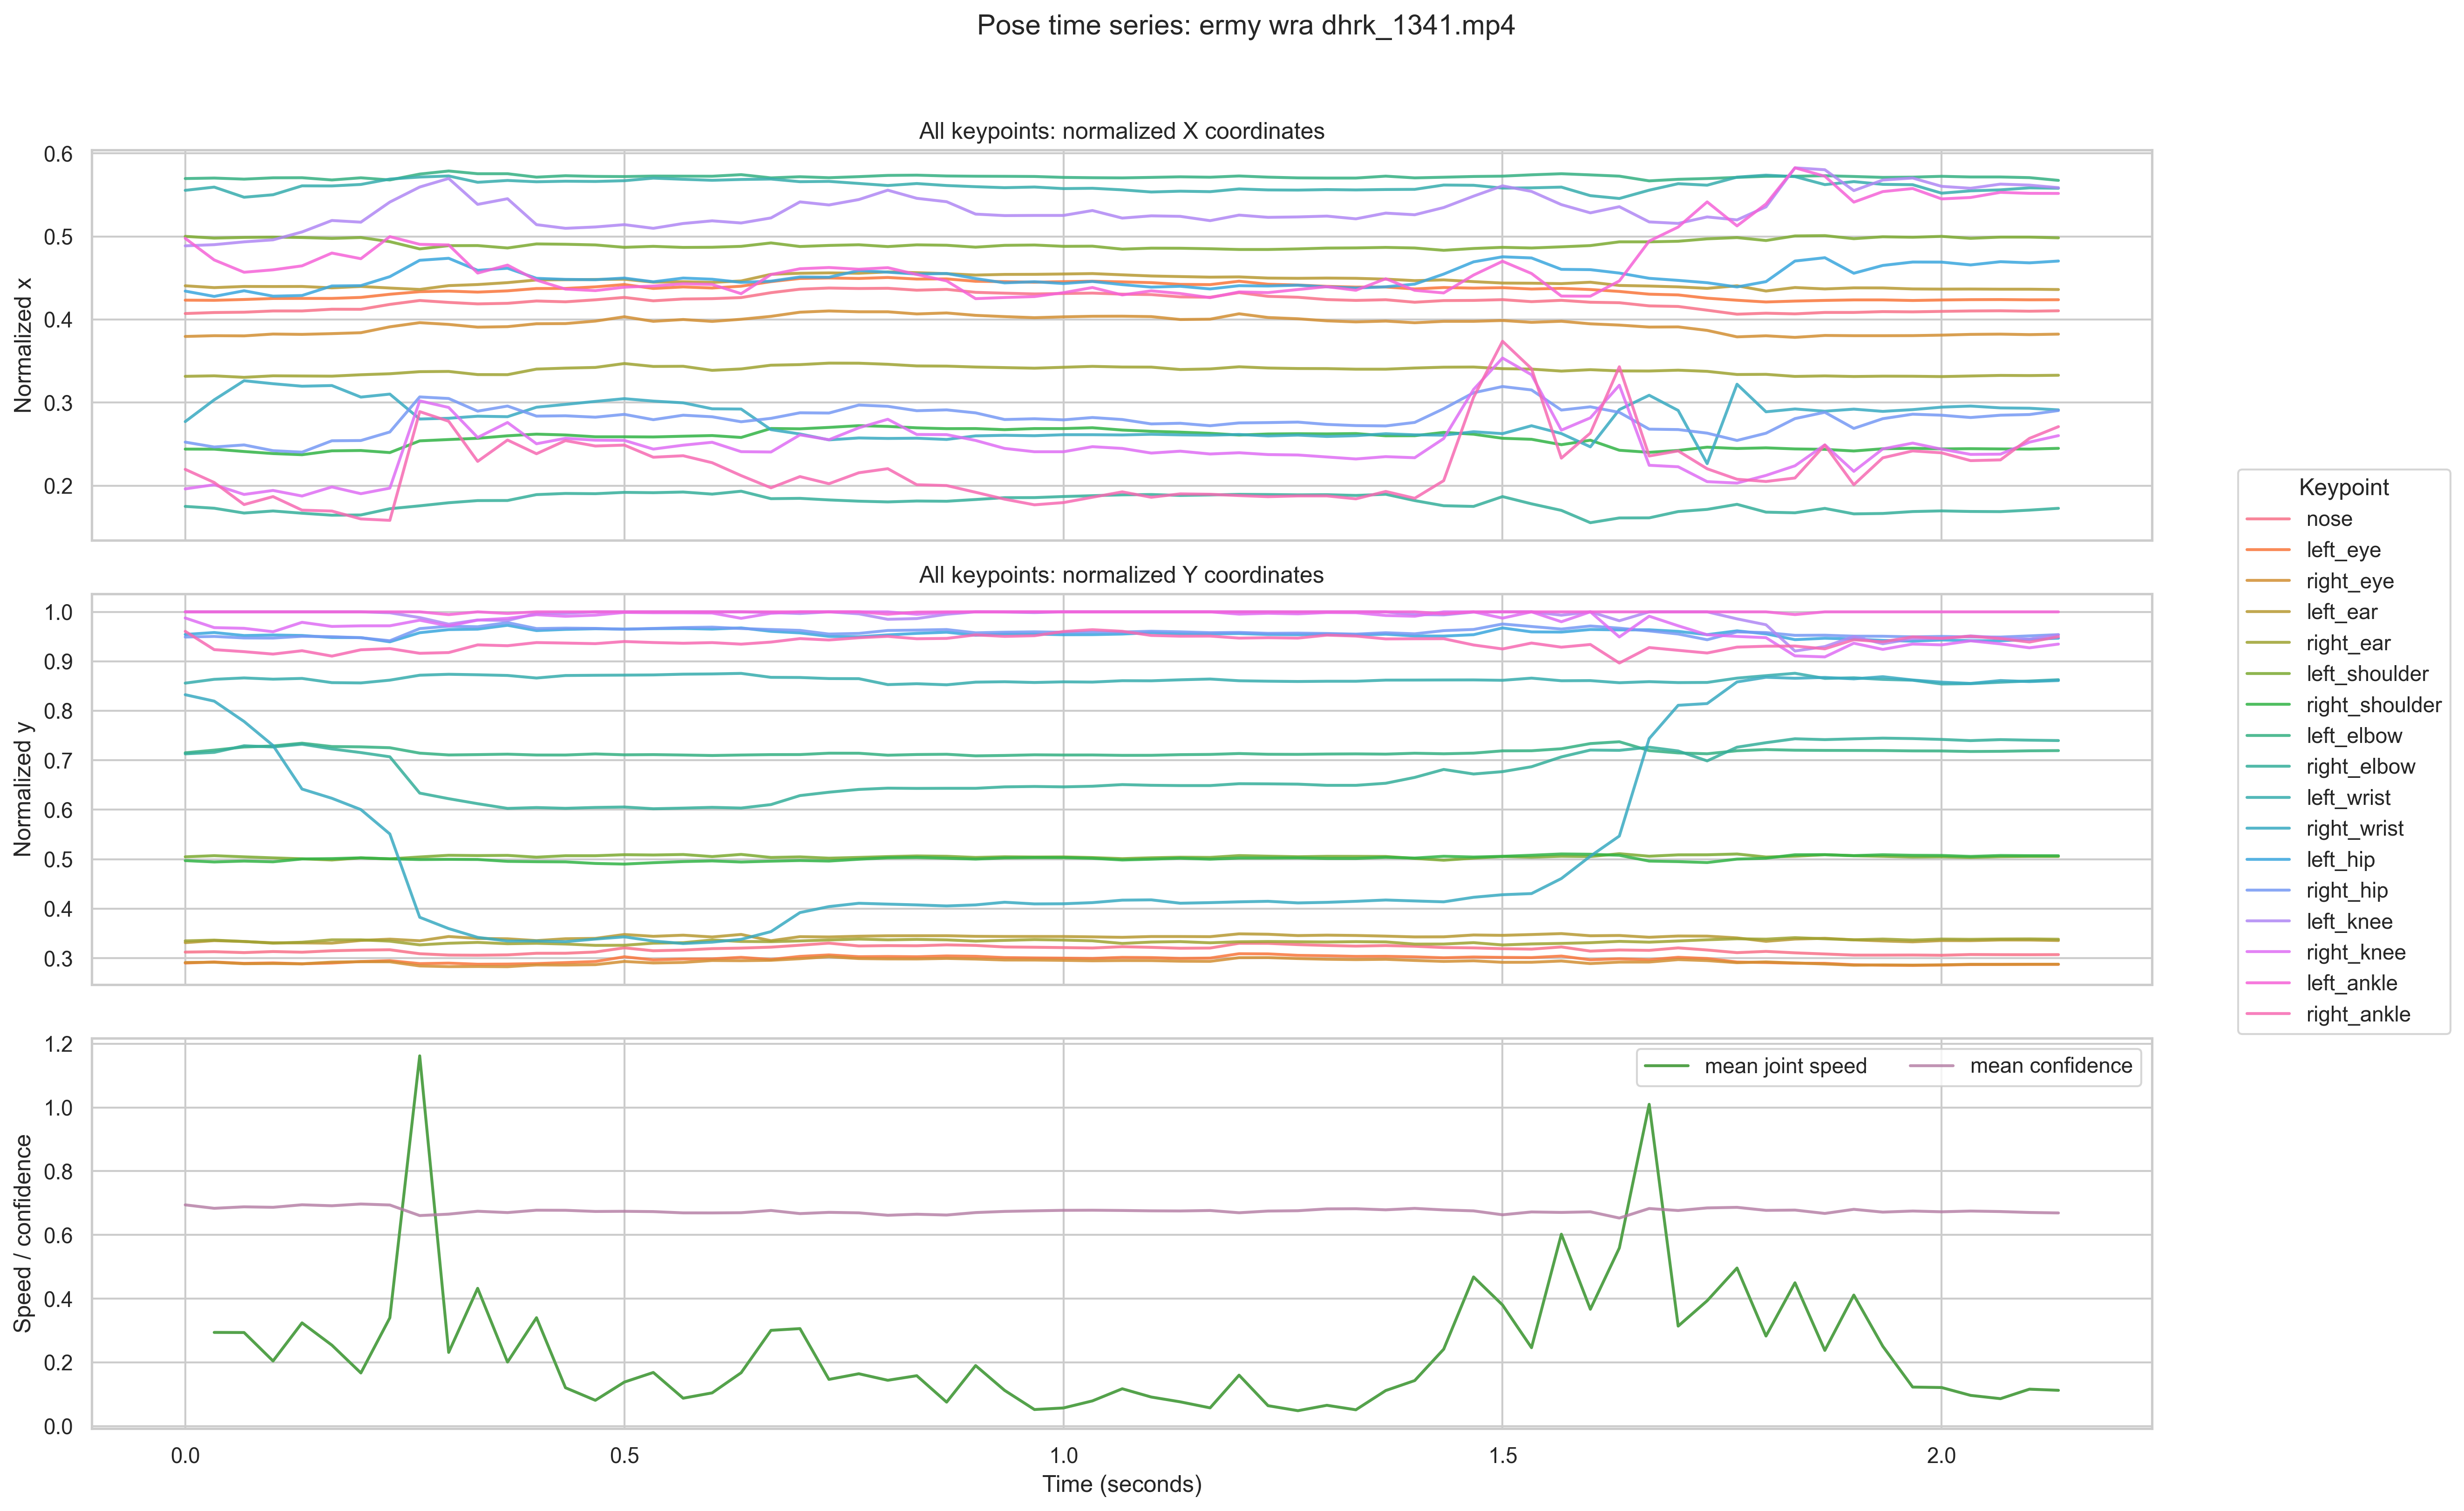 Pose time series: ermy wra dhrk_1341.mp4
All keypoints: normalized X coordinates
Normalized x
0.6
0.5
0.4
0.3
0.2
All keypoints: normalized Y coordinates
Normalized y
1.0
0.9
0.8
0.7
0.6
0.5
0.4
0.3
Keypoint
nose
left_eye
right_eye
left_ear
right_ear
left_shoulder
right_shoulder
left_elbow
right_elbow
left_wrist
right_wrist
left_hip
right_hip
left_knee
right_knee
left_ankle
right_ankle
Speed / confidence
1.2
1.0
0.8
0.6
0.4
0.2
0.0
mean joint speed mean confidence
0.0 0.5 1.0 1.5 2.0
Time (seconds)